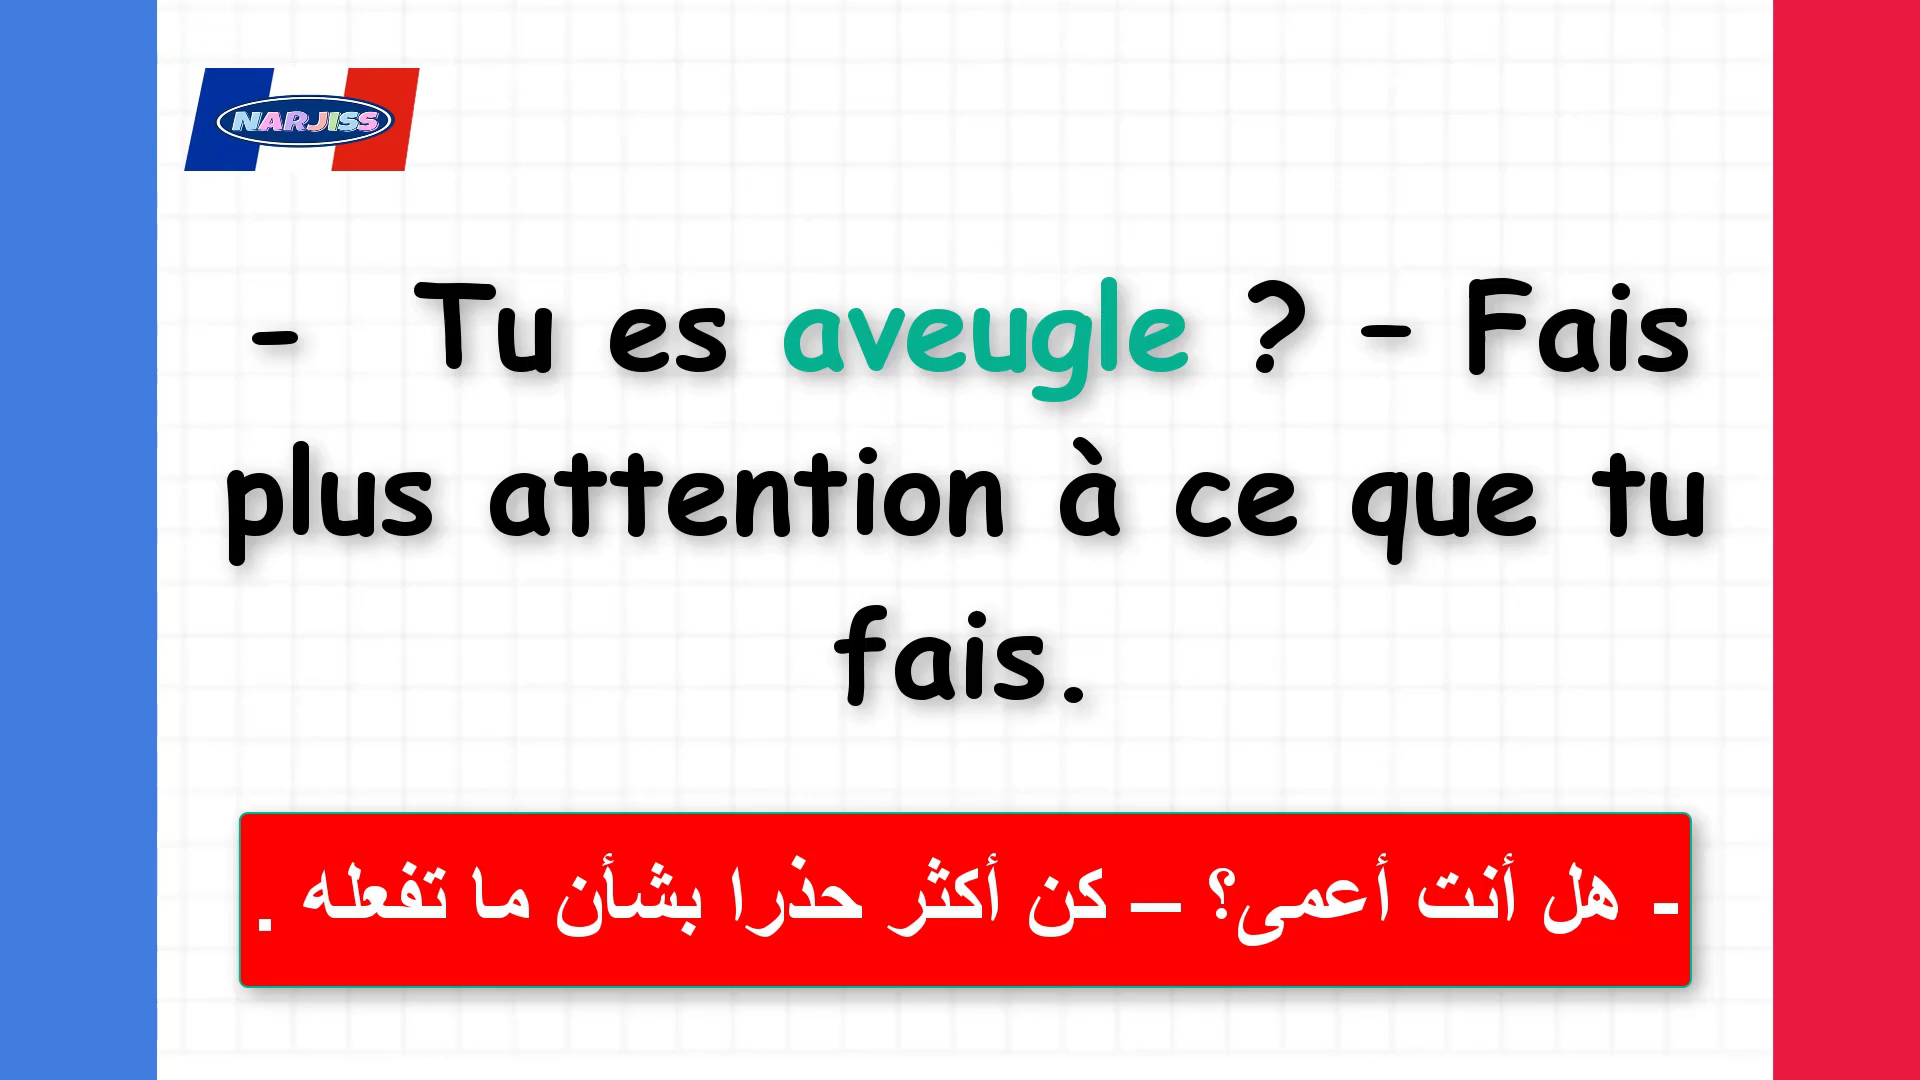 NARJISS
- Tu es aveugle ? – Fais
plus attention à ce que tu
fais.
- هل أنت أعمى؟ – كن أكثر حذرا بشأن ما تفعله .